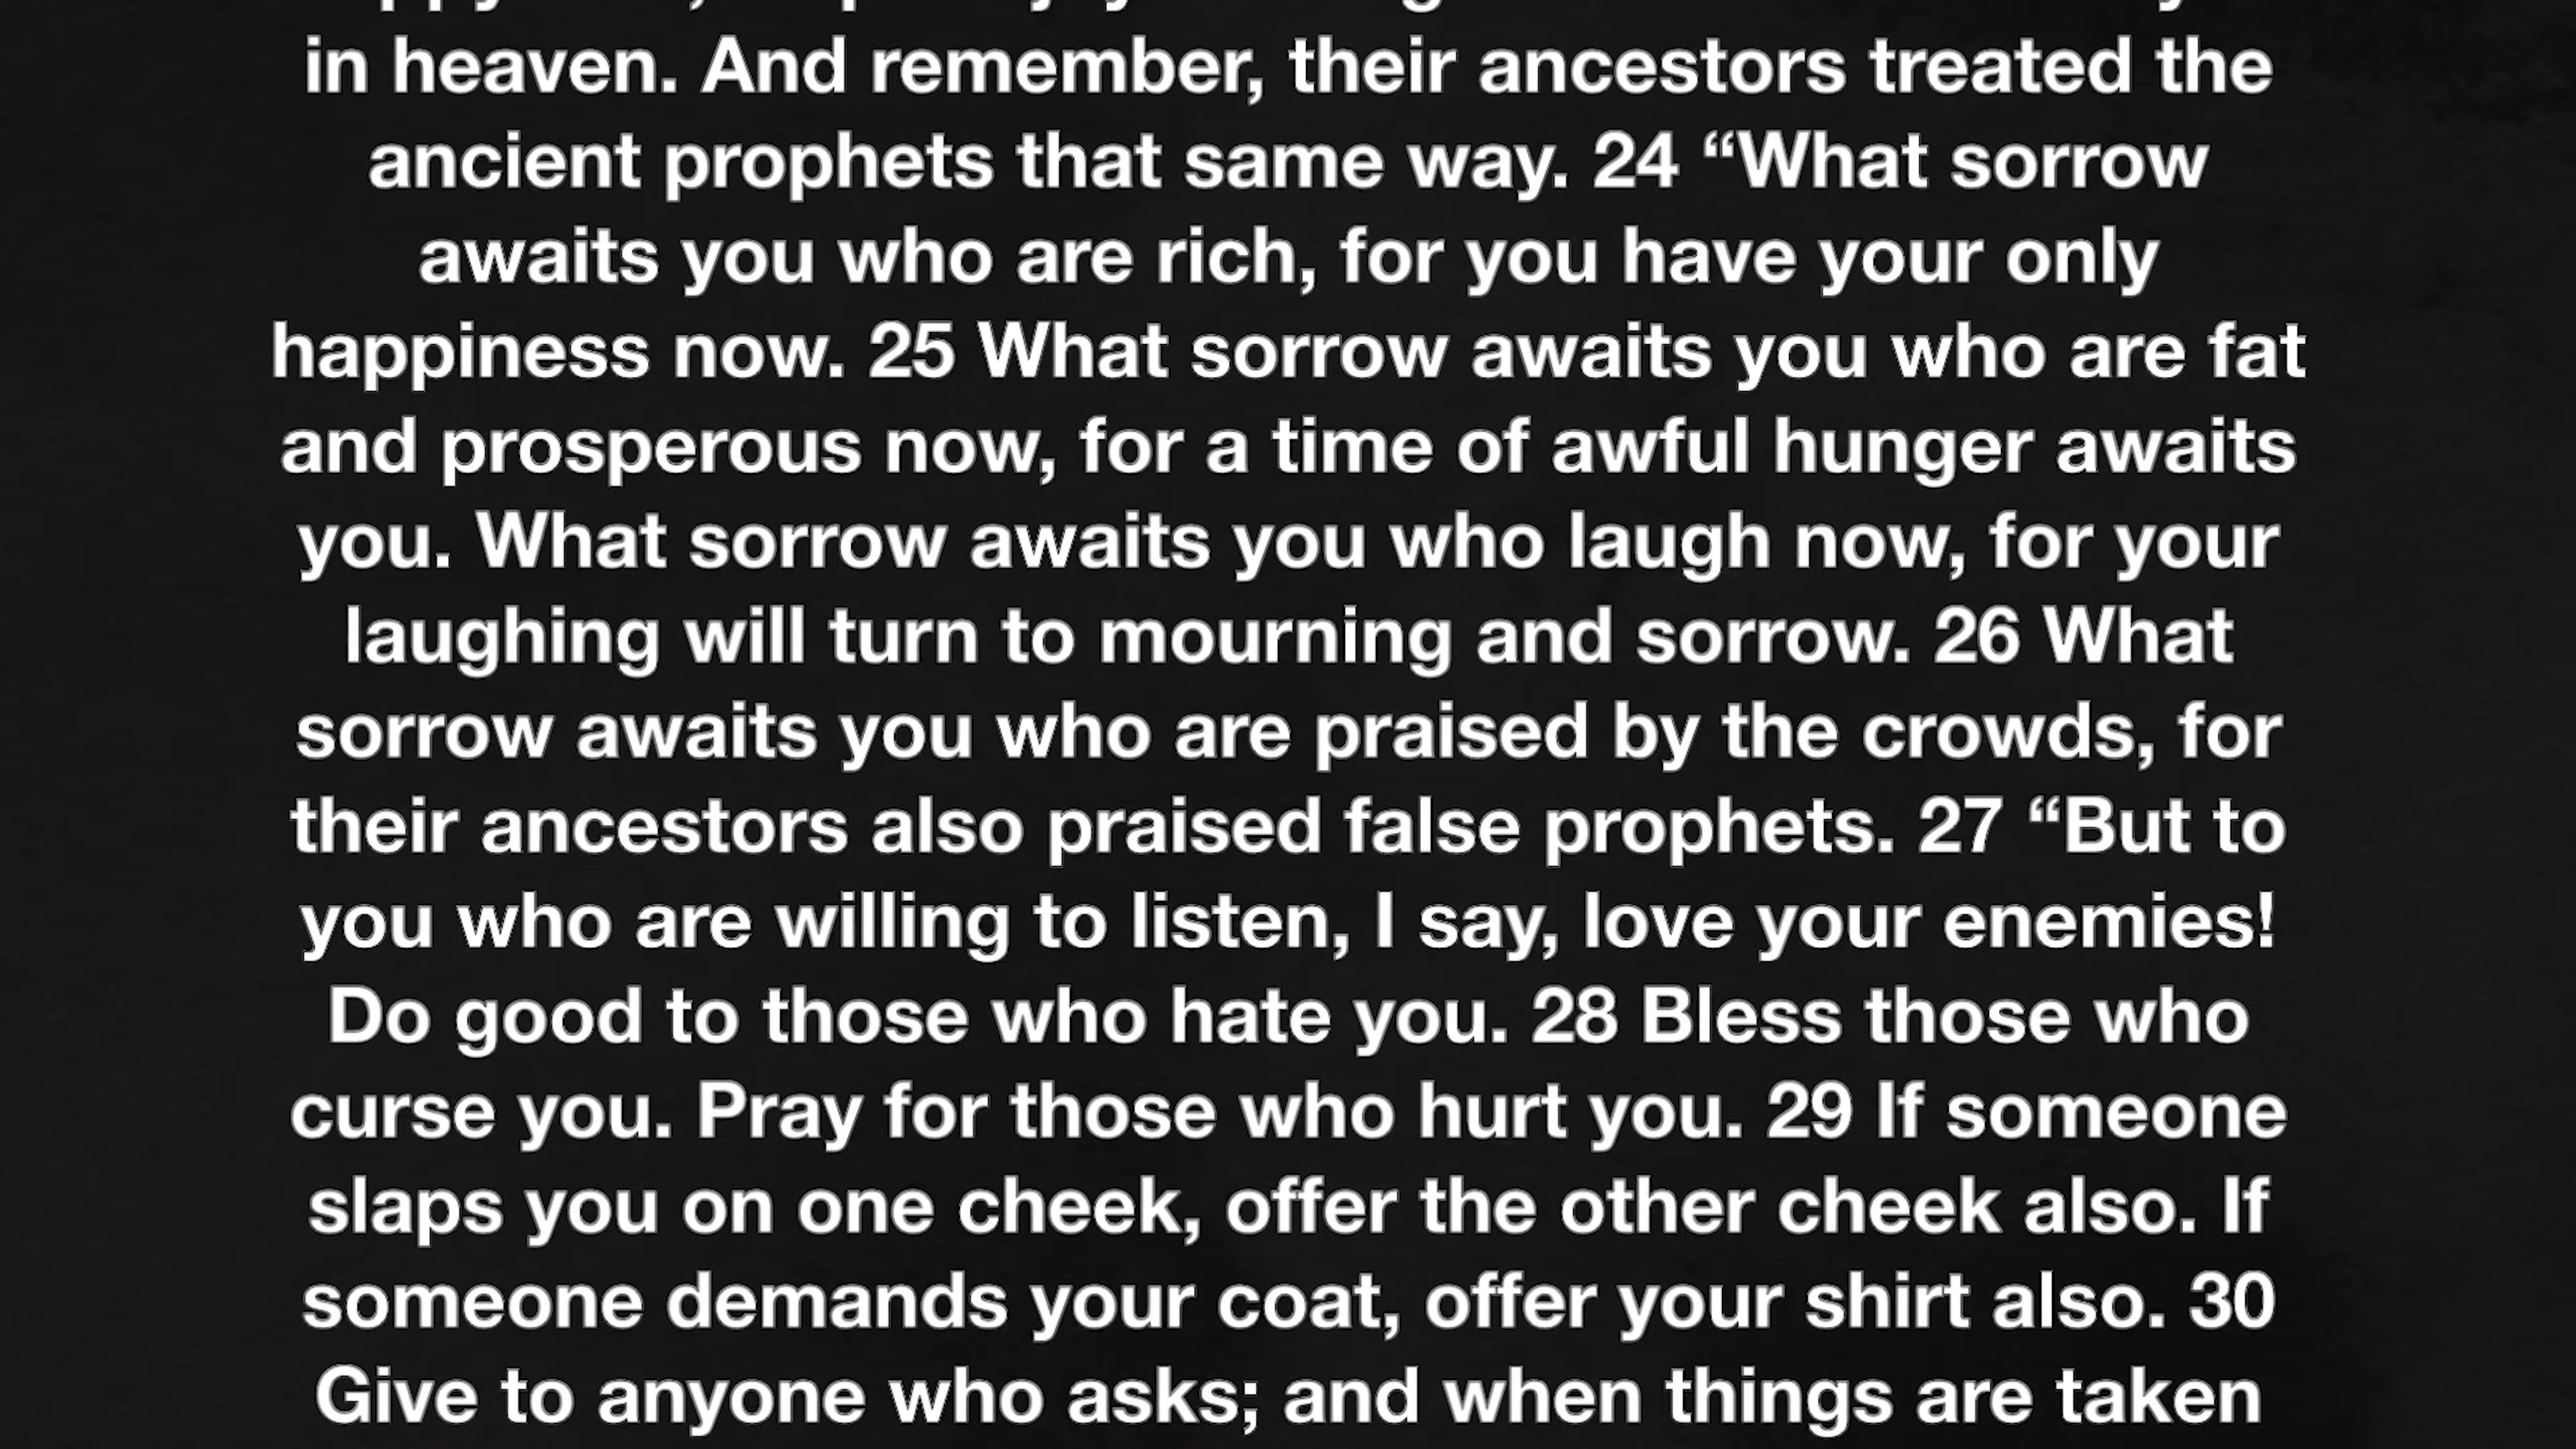 in heaven. And remember, their ancestors treated the
ancient prophets that same way. 24 “What sorrow
awaits you who are rich, for you have your only
happiness now. 25 What sorrow awaits you who are fat
and prosperous now, for a time of awful hunger awaits
you. What sorrow awaits you who laugh now, for your
laughing will turn to mourning and sorrow. 26 What
sorrow awaits you who are praised by the crowds, for
their ancestors also praised false prophets. 27 “But to
you who are willing to listen, I say, love your enemies!
Do good to those who hate you. 28 Bless those who
curse you. Pray for those who hurt you. 29 If someone
slaps you on one cheek, offer the other cheek also. If
someone demands your coat, offer your shirt also. 30
Give to anyone who asks; and when things are taken